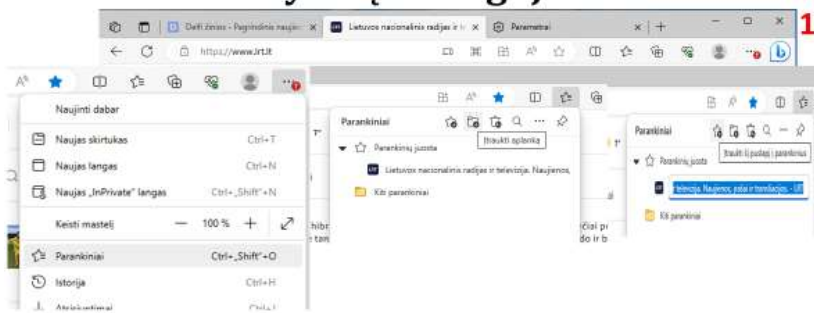 Delfi žinios - Pagrindinis naujie
Lietuvos nacionalinis radijas ir t
Parametrai
1
https://www.lrt.lt
Naujinti dabar
Naujas skirtukas Ctrl+T
Naujas langas Ctrl+N
Naujas „InPrivate" langas Ctrl+„Shift"+N
Keisti mastelį — 100 % +
Parankiniai Ctrl+„Shift"+O
Istorija Ctrl+H
Parankiniai
Įtraukti aplanką
Parankinių juosta
Lietuvos nacionalinis radijas ir televizija. Naujienos,
Kiti parankiniai
Parankiniai
Įtraukti šį puslapį į parankinius
Parankinių juosta
televizija. Naujienos, įrašai ir transliacijos. - LRT
Kiti parankiniai